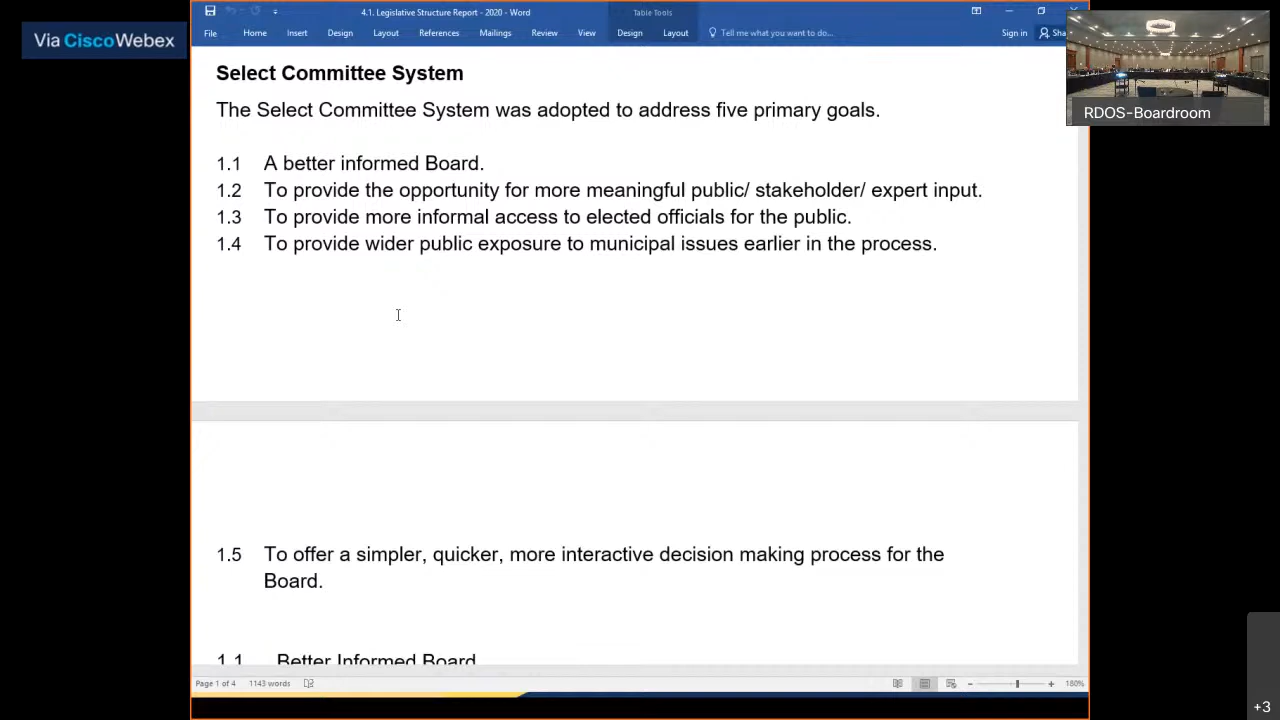 Via CiscoWebex
4.1. Legislative Structure Report - 2020 - Word
Table Tools
File Home Insert Design Layout References Mailings Review View Design Layout Tell me what you want to do... Sign in Sha
RDOS-Boardroom
Select Committee System
The Select Committee System was adopted to address five primary goals.
1.1 A better informed Board.
1.2 To provide the opportunity for more meaningful public/ stakeholder/ expert input.
1.3 To provide more informal access to elected officials for the public.
1.4 To provide wider public exposure to municipal issues earlier in the process.
1.5 To offer a simpler, quicker, more interactive decision making process for the
Board.
1.1 Better Informed Board
Page 1 of 4 1143 words 180%
+3